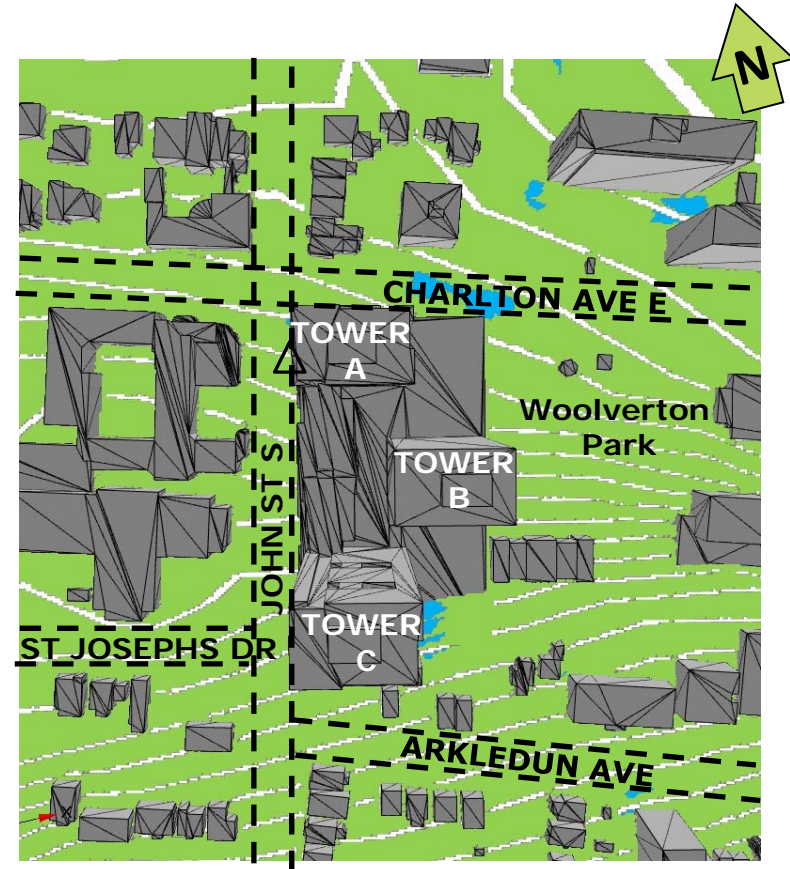 N
CHARLTON AVE E
TOWER
A
Woolverton
Park
TOWER
B
JOHN ST S
TOWER
C
ST JOSEPHS DR
ARKLEDUN AVE